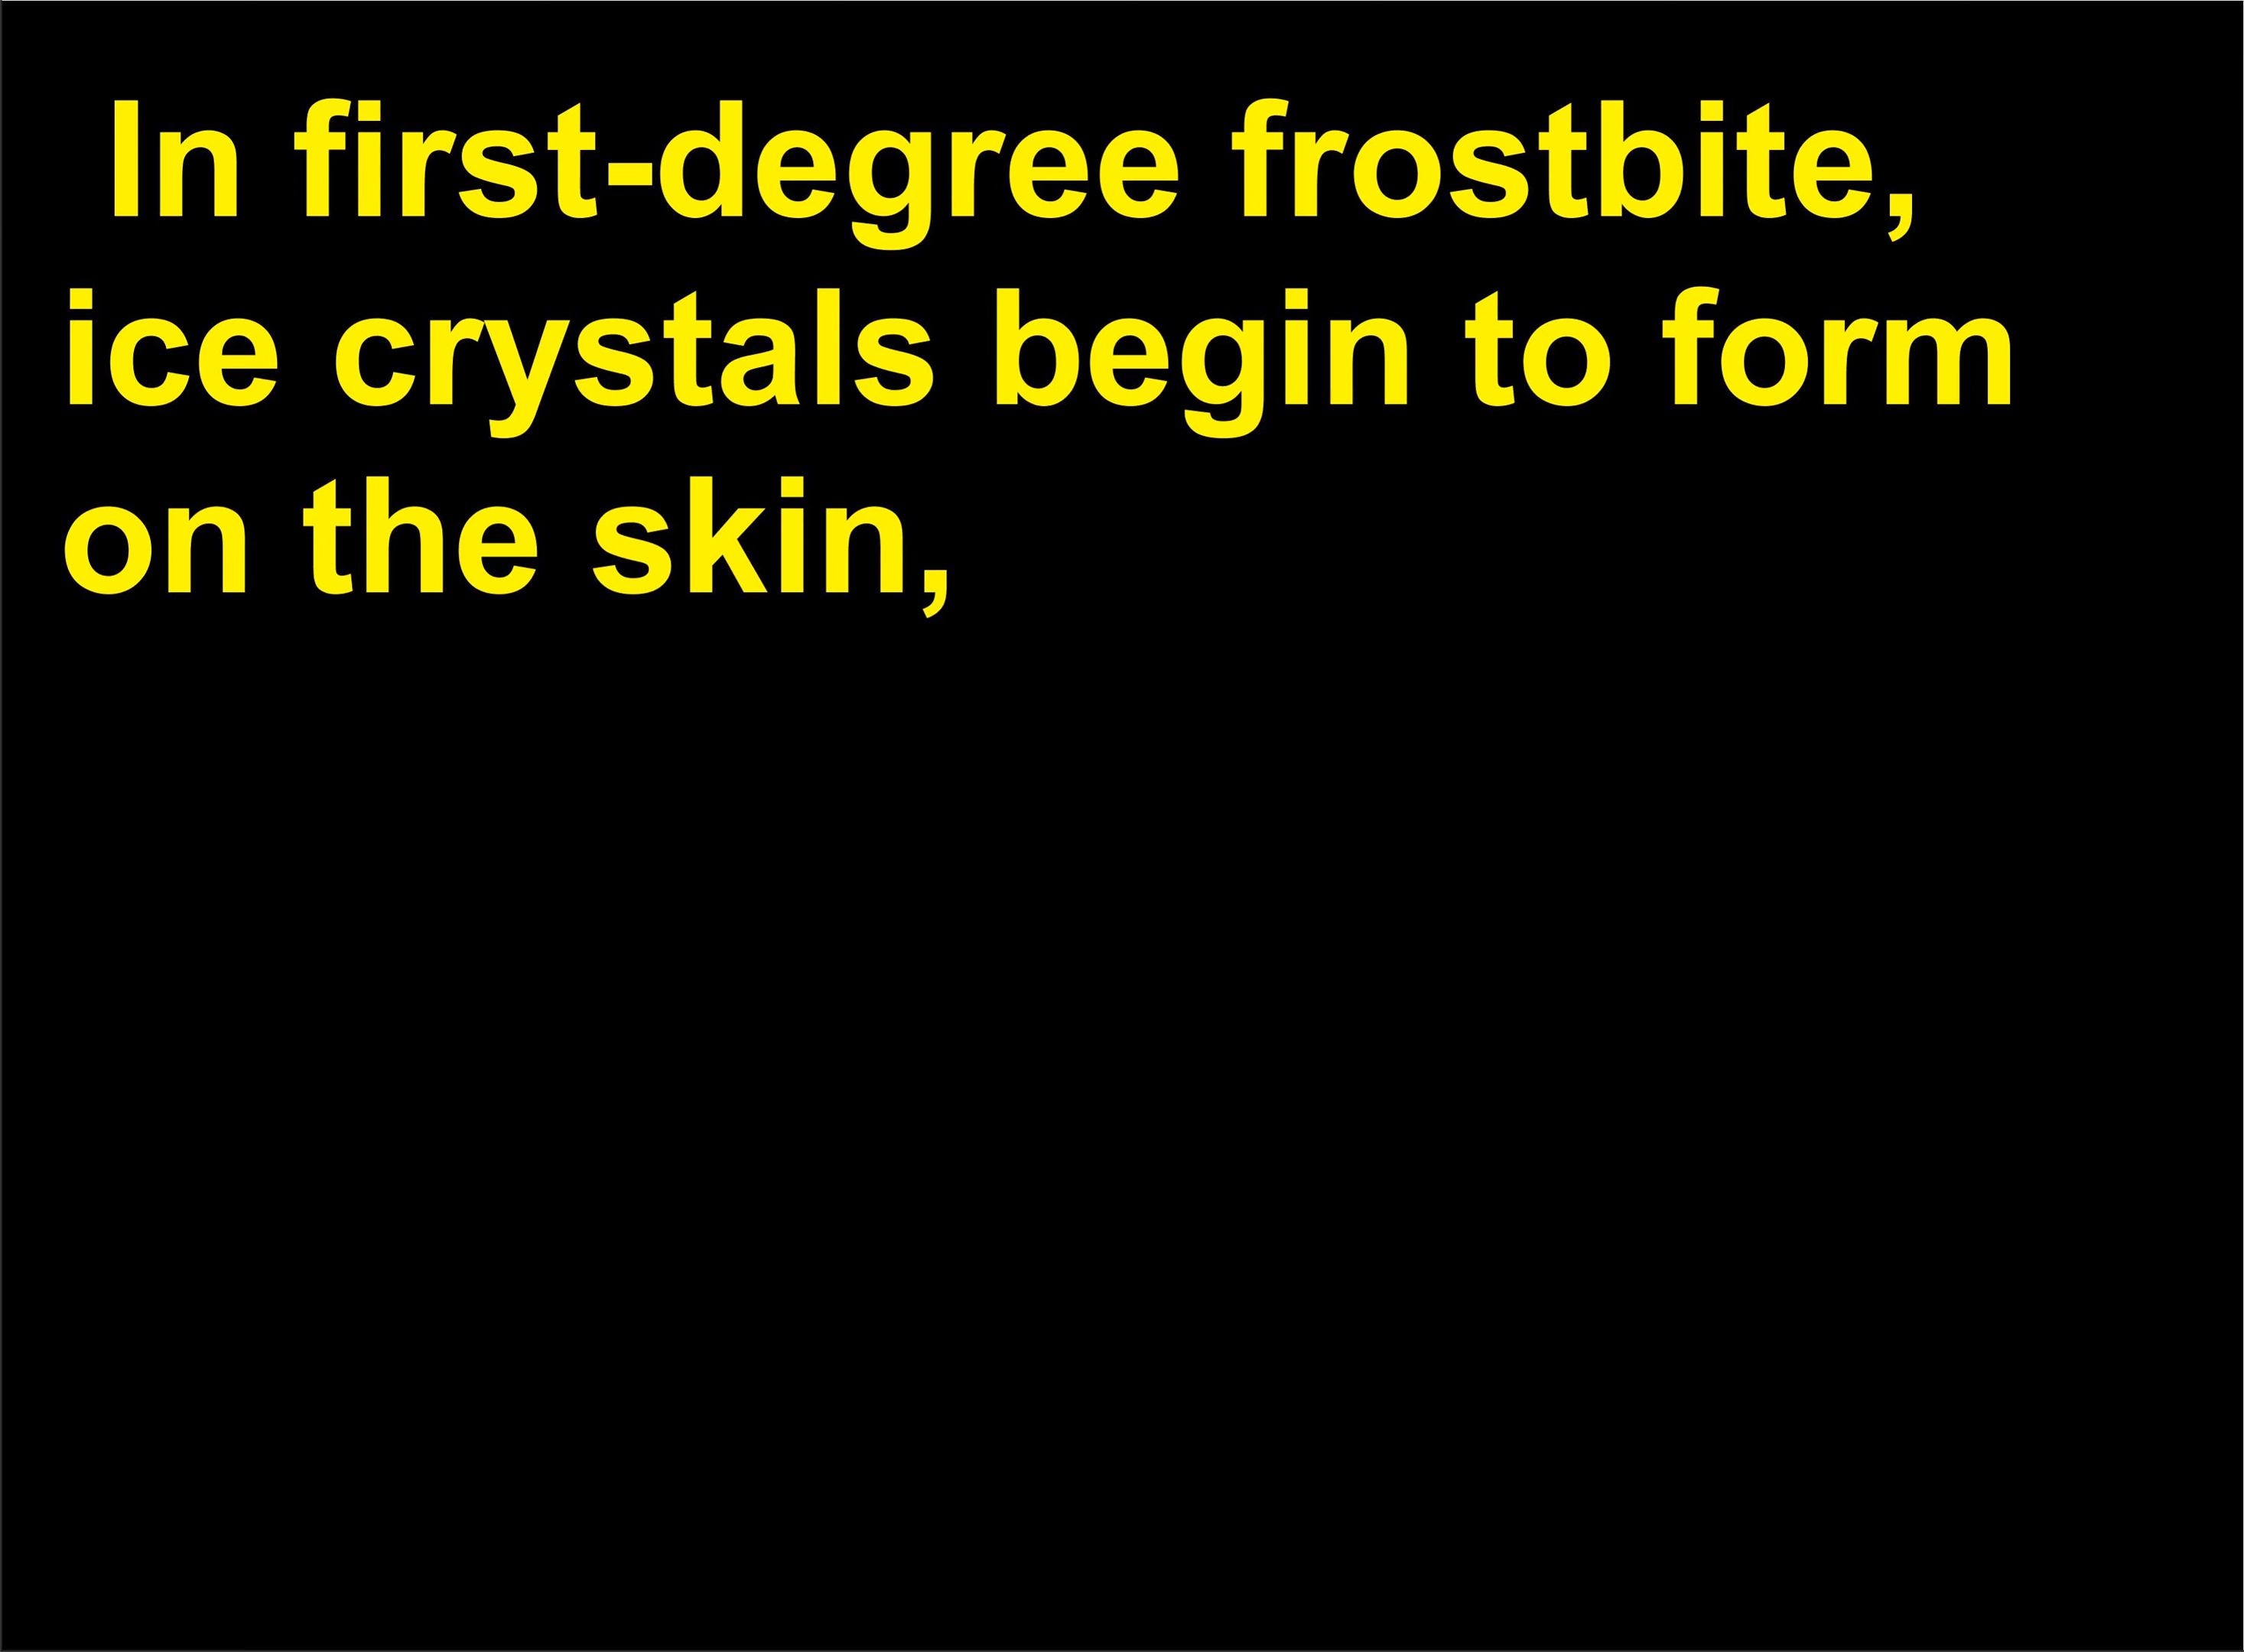 In first-degree frostbite,
ice crystals begin to form
on the skin,